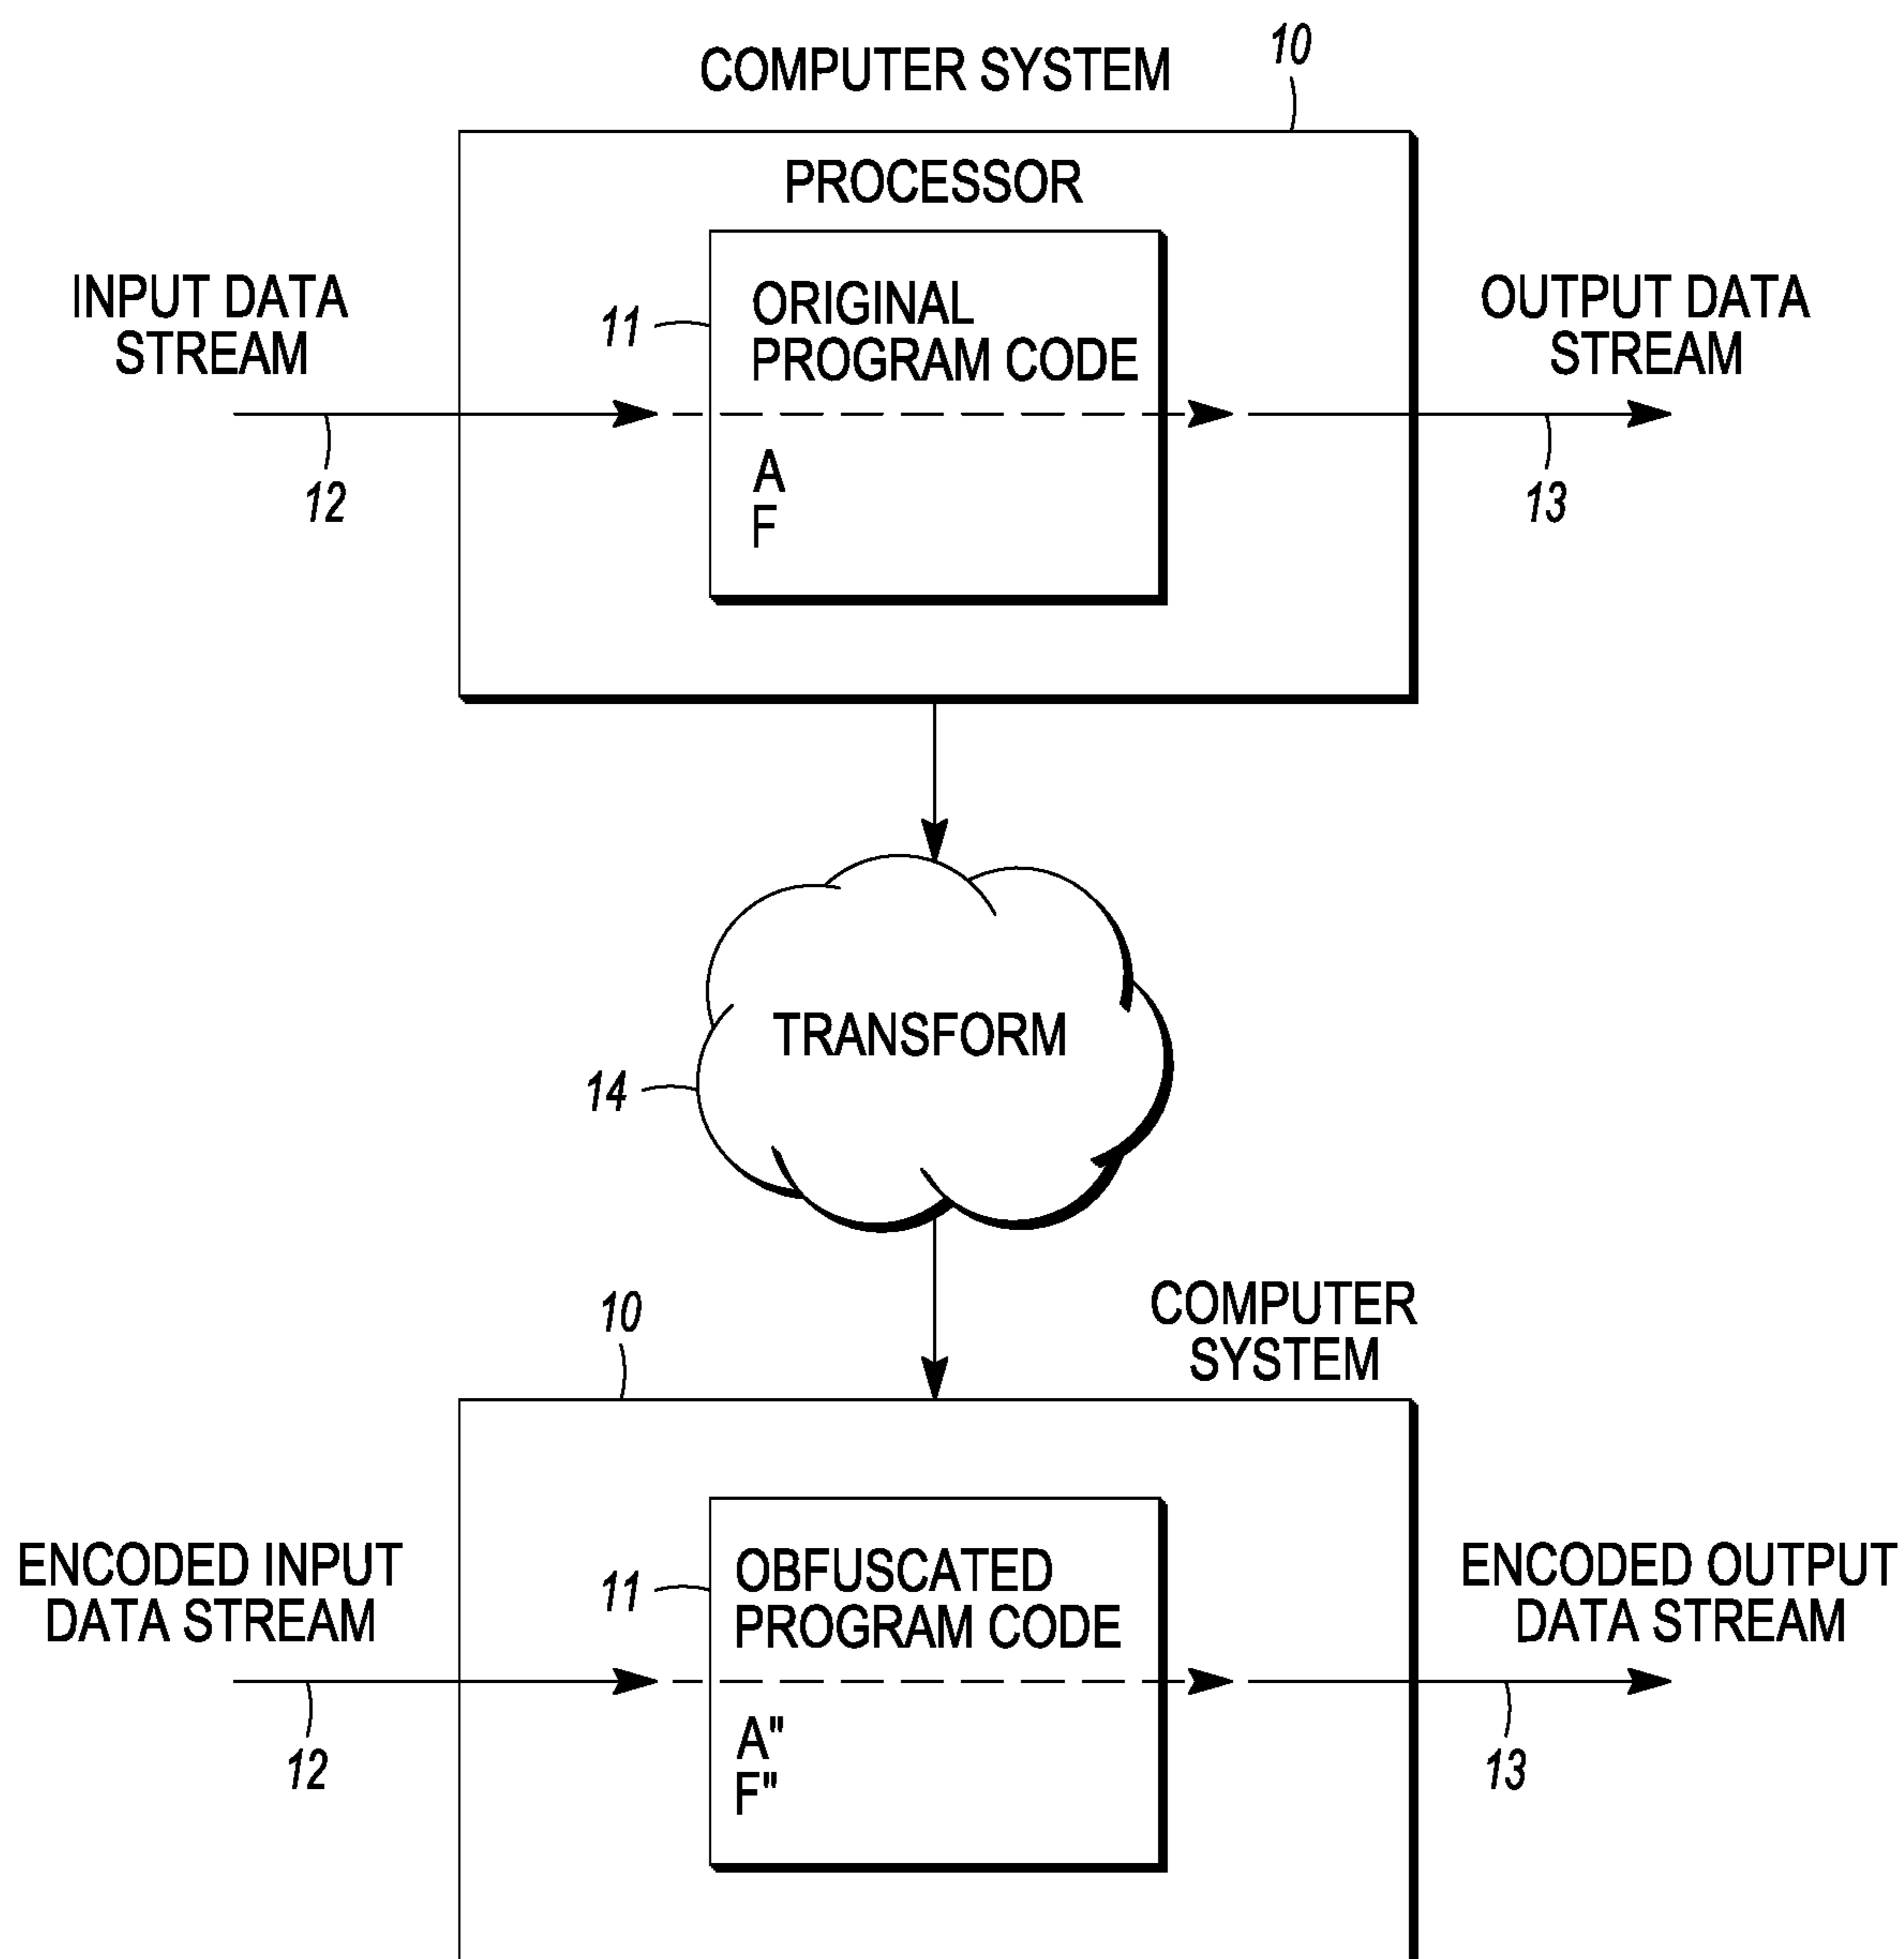 COMPUTER SYSTEM
10
PROCESSOR
INPUT DATA
STREAM
11
ORIGINAL
PROGRAM CODE
OUTPUT DATA
STREAM
A
F
12
13
TRANSFORM
14
10
COMPUTER
SYSTEM
ENCODED INPUT
DATA STREAM
11
OBFUSCATED
PROGRAM CODE
ENCODED OUTPUT
DATA STREAM
A"
F"
12
13